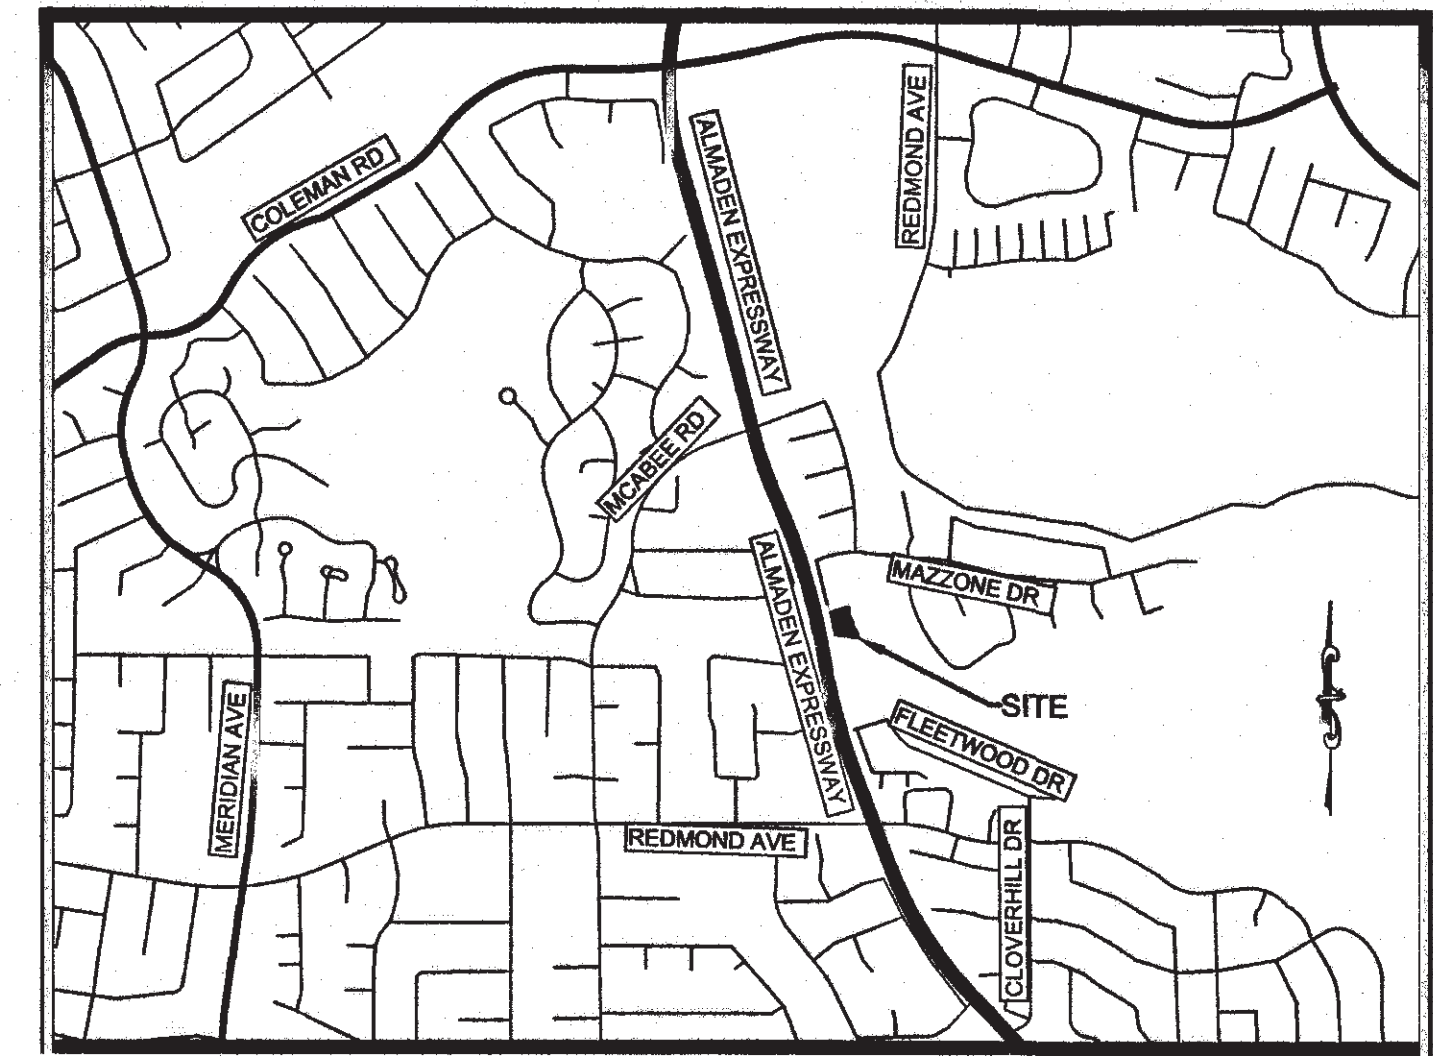 COLEMAN RD
ALMADEN EXPRESSWAY
REDMOND AVE
MCABEE RD
ALMADEN EXPRESSWAY
MAZZONE DR
SITE
MERIDIAN AVE
FLEETWOOD DR
REDMOND AVE
CLOVERHILL DR